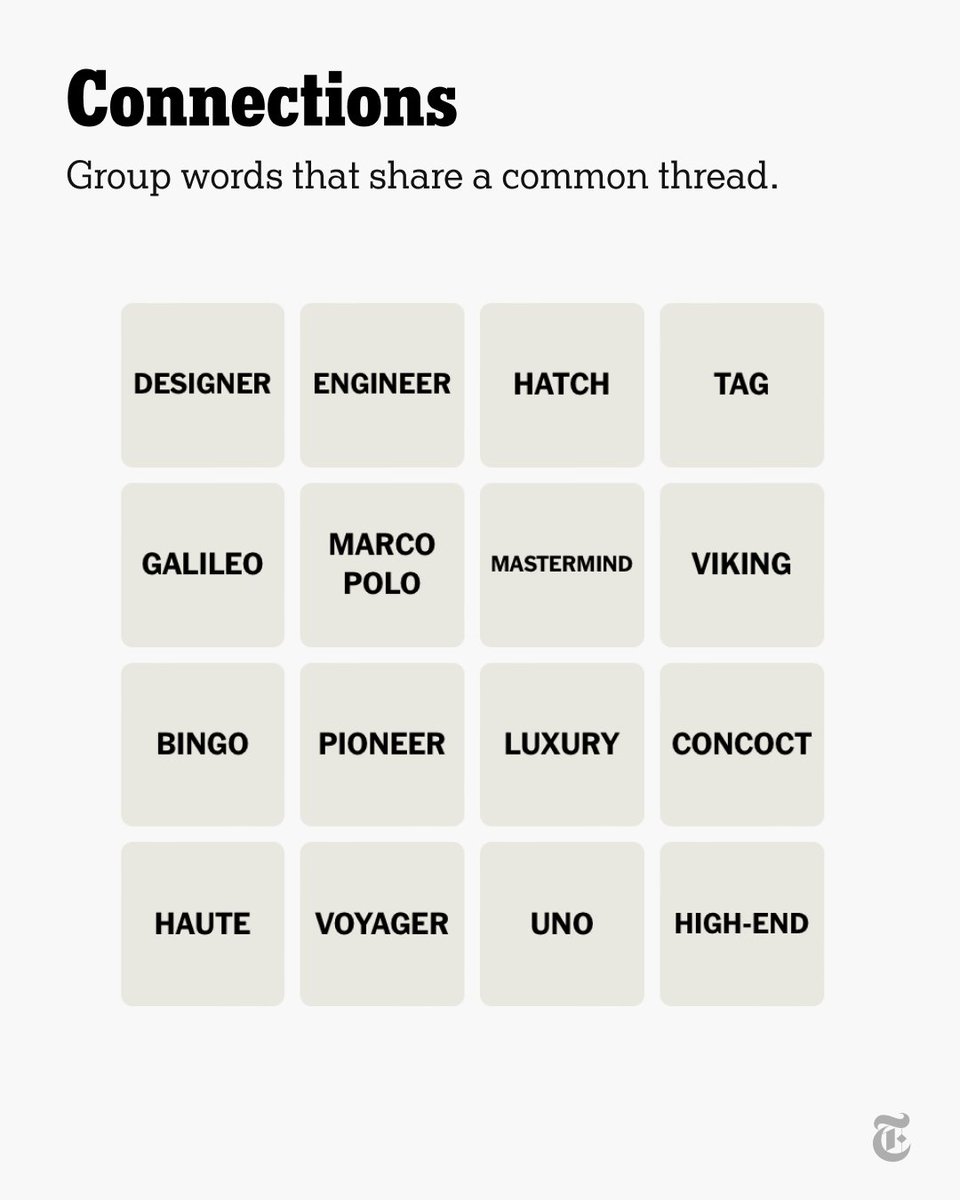 Connections
Group words that share a common thread.
DESIGNER
ENGINEER
HATCH
TAG
GALILEO
MARCO
POLO
MASTERMIND
VIKING
BINGO
PIONEER
LUXURY
CONCOCT
HAUTE
VOYAGER
UNO
HIGH-END
T